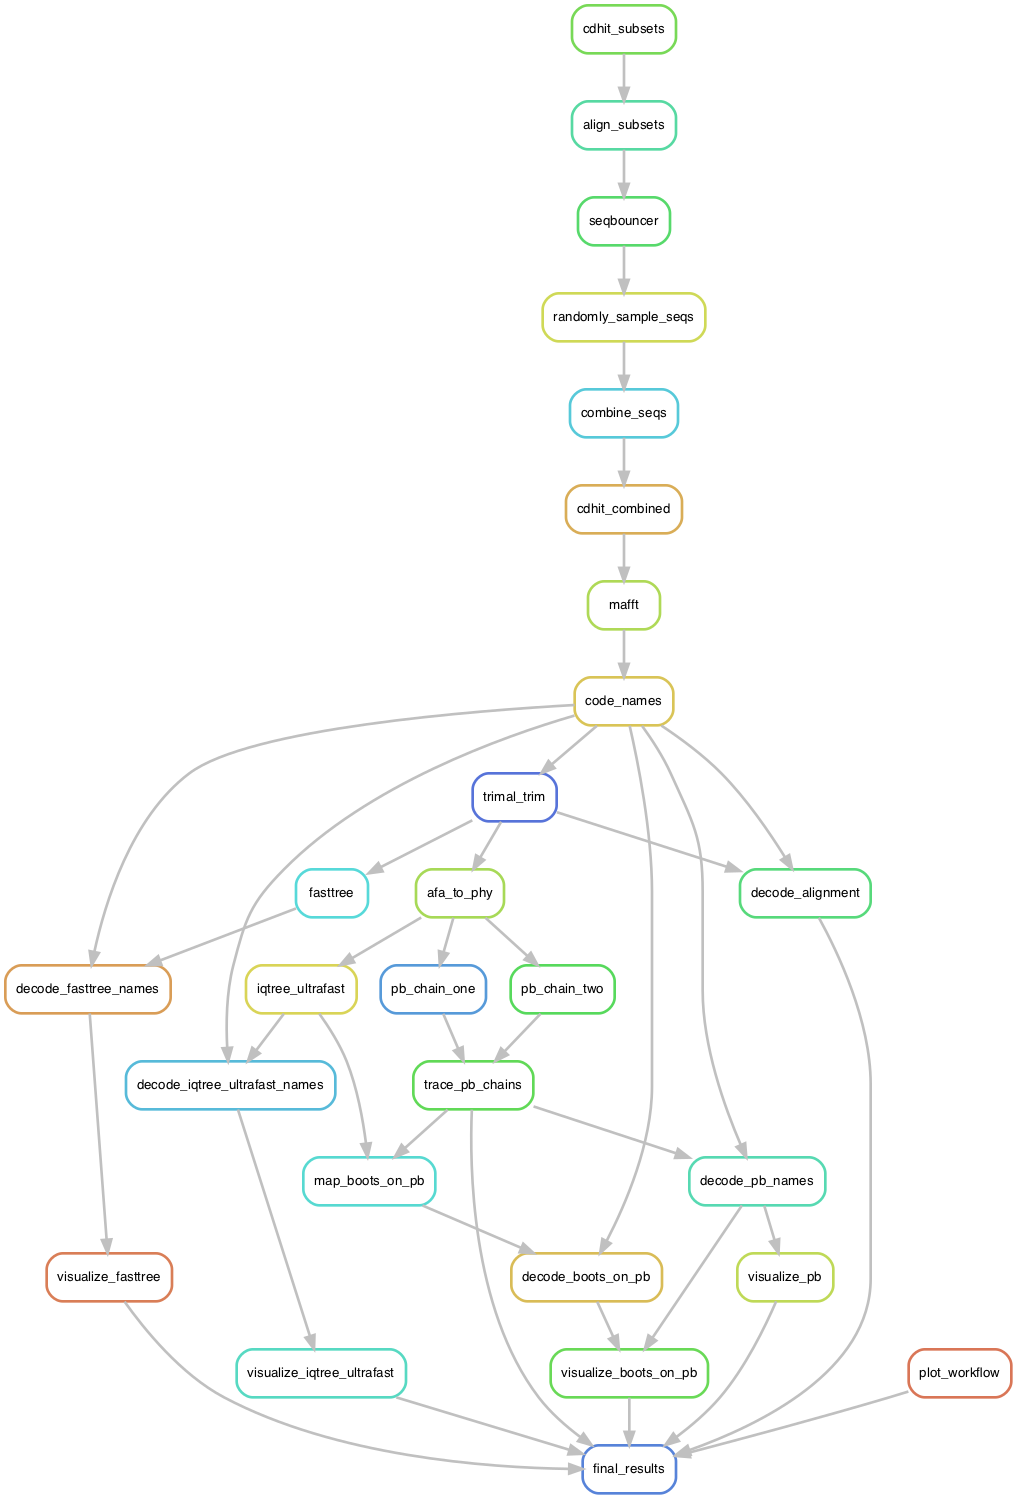 cdhit_subsets
align_subsets
seqbouncer
randomly_sample_seqs
combine_seqs
cdhit_combined
mafft
code_names
trimal_trim
fasttree
afa_to_phy
decode_alignment
decode_fasttree_names
iqtree_ultrafast
pb_chain_one
pb_chain_two
decode_iqtree_ultrafast_names
trace_pb_chains
map_boots_on_pb
decode_pb_names
visualize_fasttree
decode_boots_on_pb
visualize_pb
visualize_iqtree_ultrafast
visualize_boots_on_pb
plot_workflow
final_results